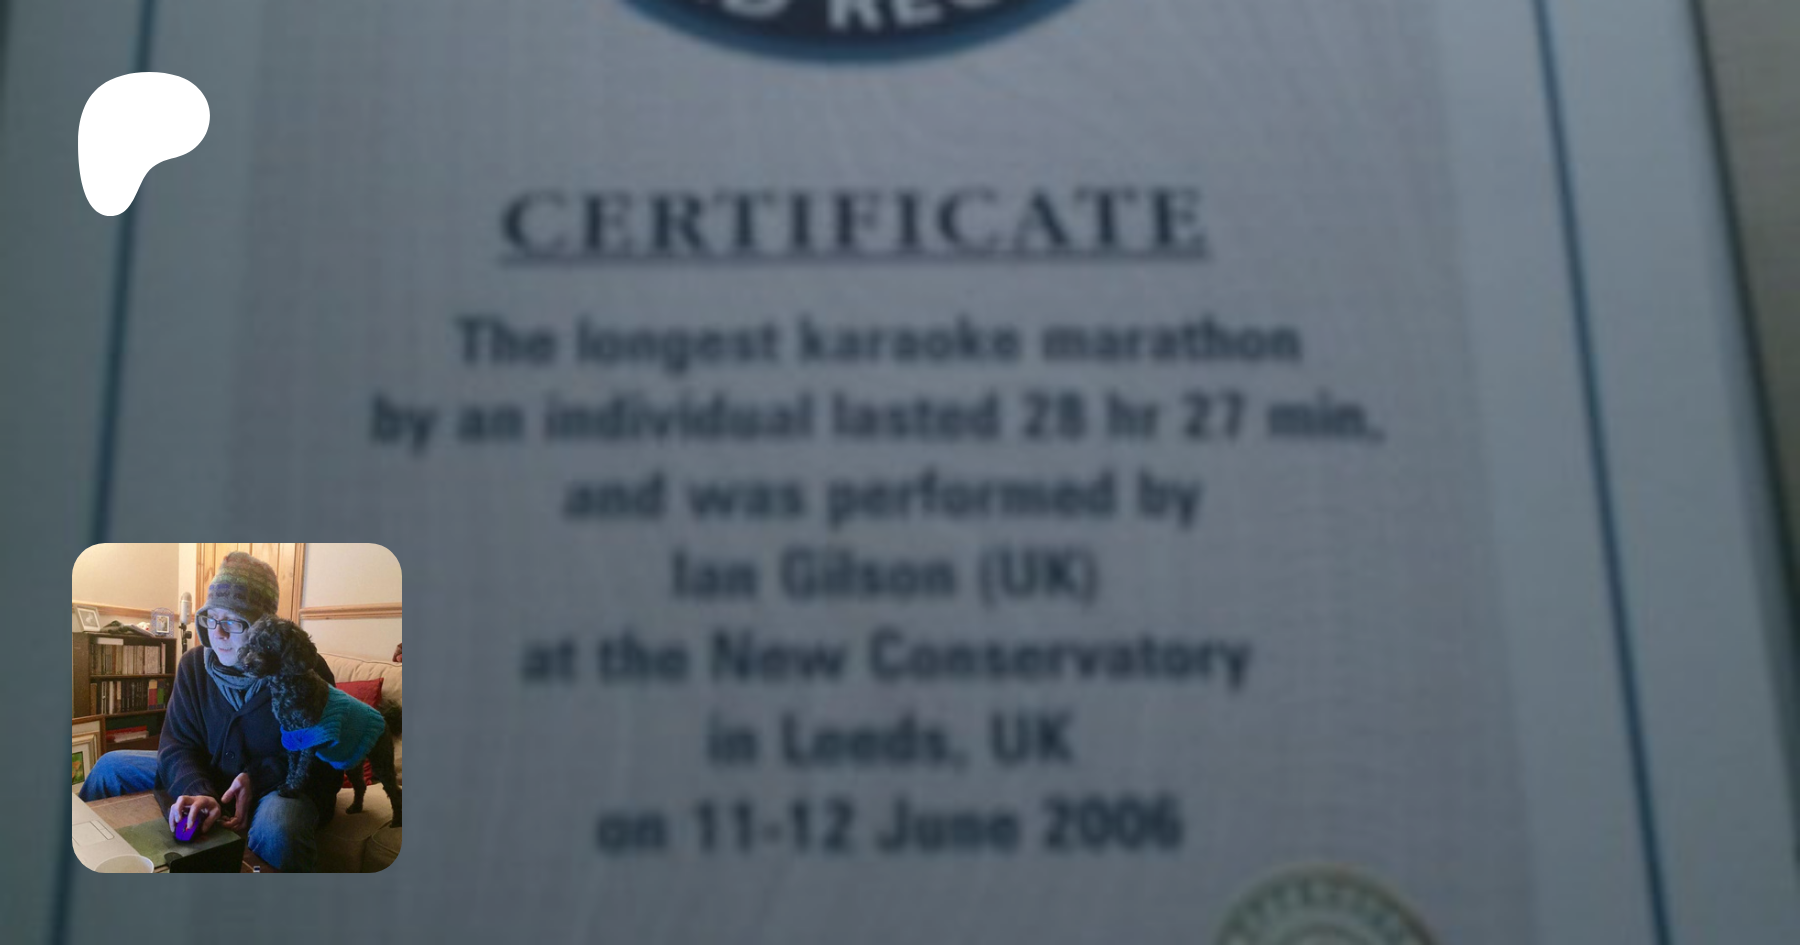 CERTIFICATE
The longest karaoke marathon
by an individual lasted 28 hr 27 min,
and was performed by
Ian Gilson (UK)
at the New Conservatory
in Leeds, UK
on 11-12 June 2006